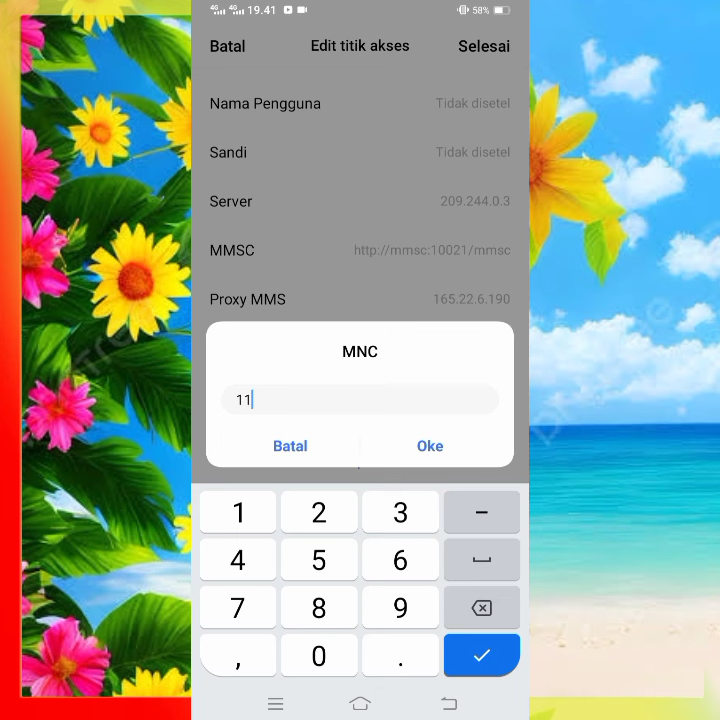 4G 4G 19.41 58%
Batal Edit titik akses Selesai
Nama Pengguna Tidak disetel
Sandi Tidak disetel
Server 209.244.0.3
MMSC http://mmsc:10021/mmsc
Proxy MMS 165.22.6.190
MNC
11
Batal Oke
1 2 3 -
4 5 6
7 8 9
, 0 .